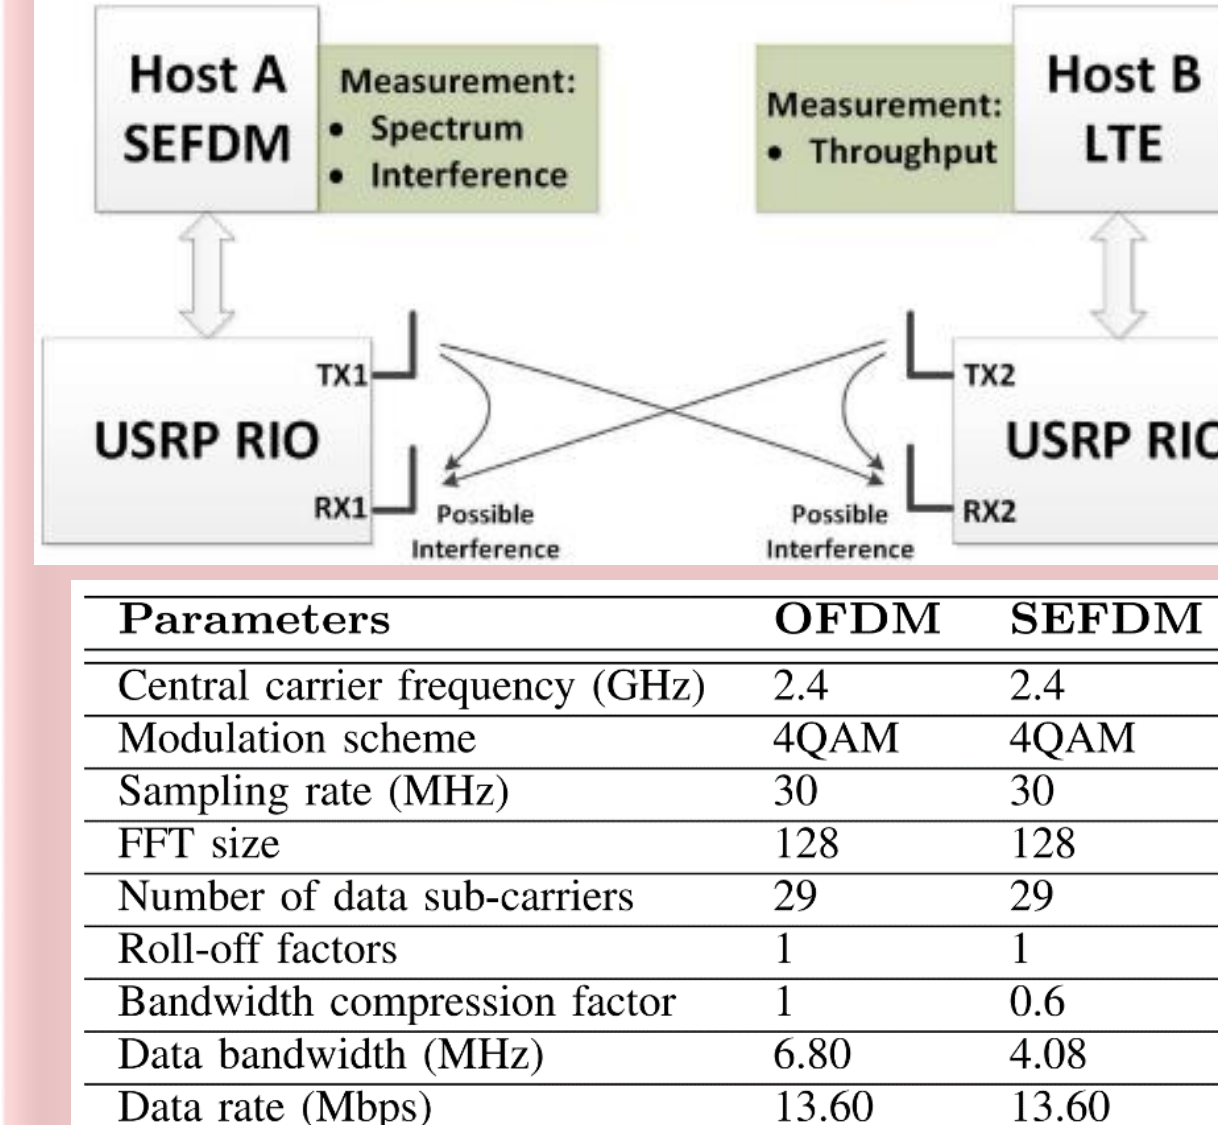 Host A
SEFDM
Measurement:
• Spectrum
• Interference
Measurement:
• Throughput
Host B
LTE
TX1
USRP RIO
RX1
Possible
Interference
Possible
Interference
TX2
USRP RIO
RX2
Parameters OFDM SEFDM
Central carrier frequency (GHz) 2.4 2.4
Modulation scheme 4QAM 4QAM
Sampling rate (MHz) 30 30
FFT size 128 128
Number of data sub-carriers 29 29
Roll-off factors 1 1
Bandwidth compression factor 1 0.6
Data bandwidth (MHz) 6.80 4.08
Data rate (Mbps) 13.60 13.60